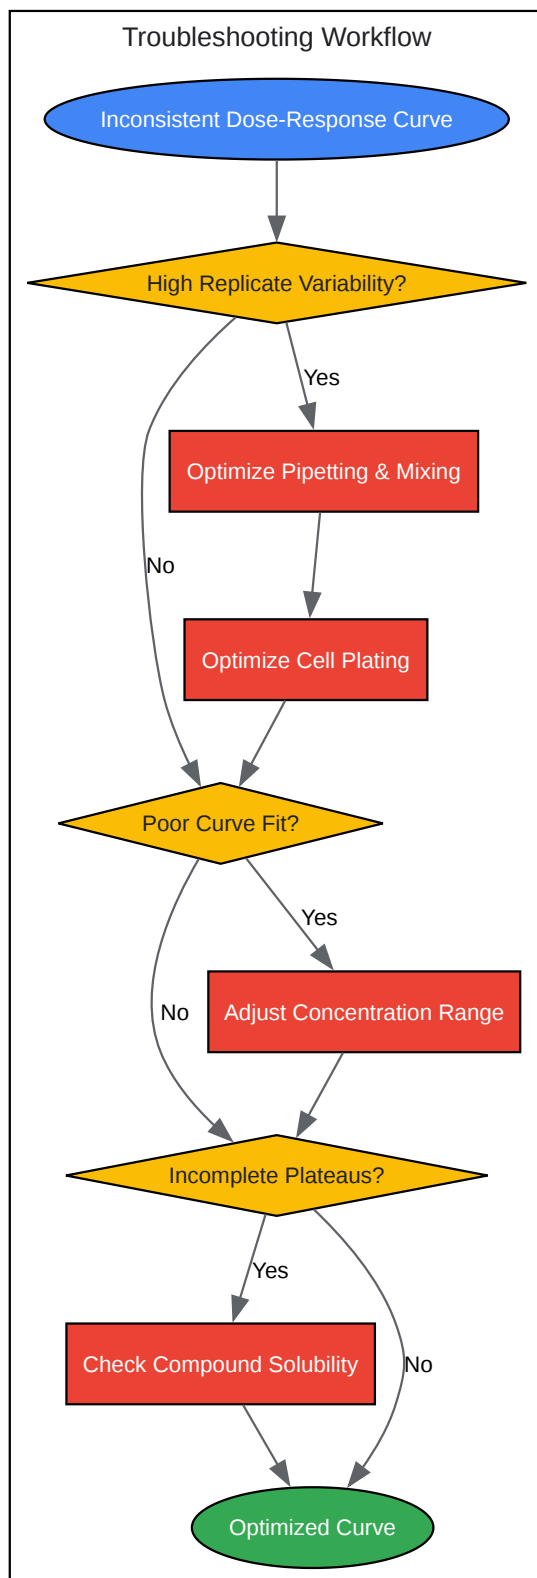 Troubleshooting Workflow
Inconsistent Dose-Response Curve
High Replicate Variability?
Yes
Optimize Pipetting & Mixing
No
Optimize Cell Plating
Poor Curve Fit?
Yes
No
Adjust Concentration Range
Incomplete Plateaus?
Yes
Check Compound Solubility
No
Optimized Curve